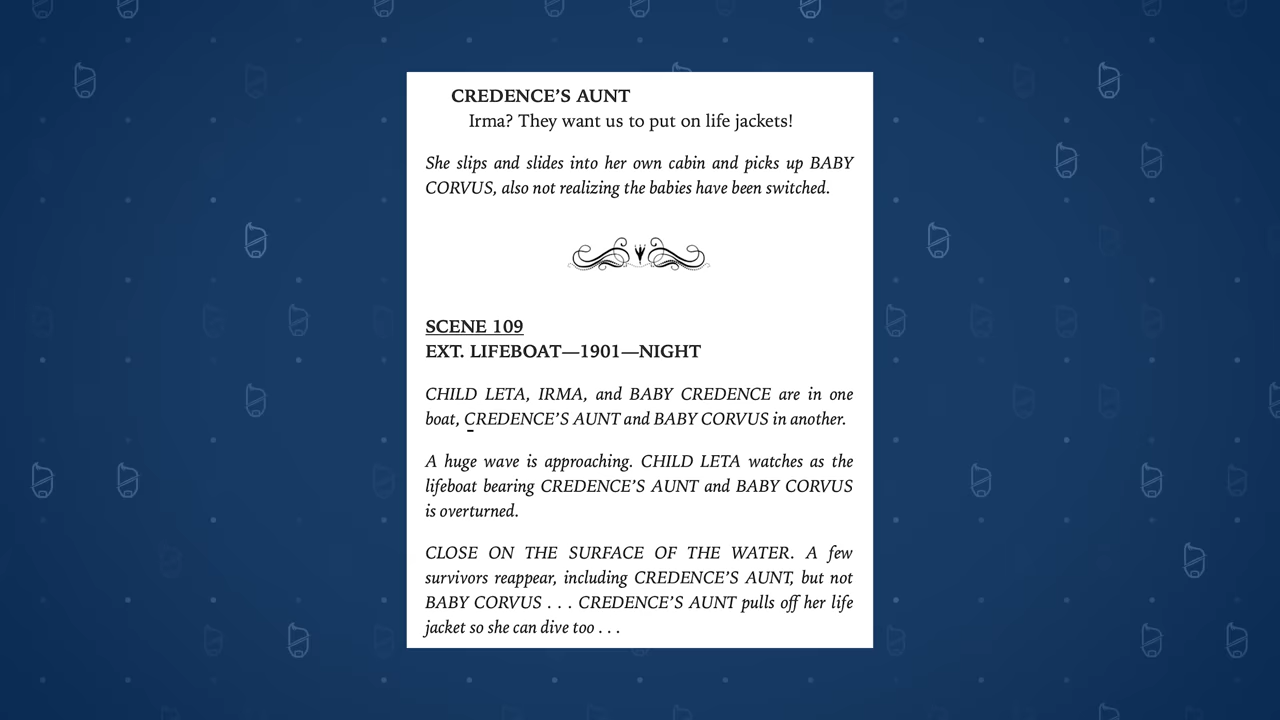 CREDENCE’S AUNT
Irma? They want us to put on life jackets!
She slips and slides into her own cabin and picks up BABY
CORVUS, also not realizing the babies have been switched.
SCENE 109
EXT. LIFEBOAT—1901—NIGHT
CHILD LETA, IRMA, and BABY CREDENCE are in one
boat, CREDENCE’S AUNT and BABY CORVUS in another.
A huge wave is approaching. CHILD LETA watches as the
lifeboat bearing CREDENCE’S AUNT and BABY CORVUS
is overturned.
CLOSE ON THE SURFACE OF THE WATER. A few
survivors reappear, including CREDENCE’S AUNT, but not
BABY CORVUS . . . CREDENCE’S AUNT pulls off her life
jacket so she can dive too . . .